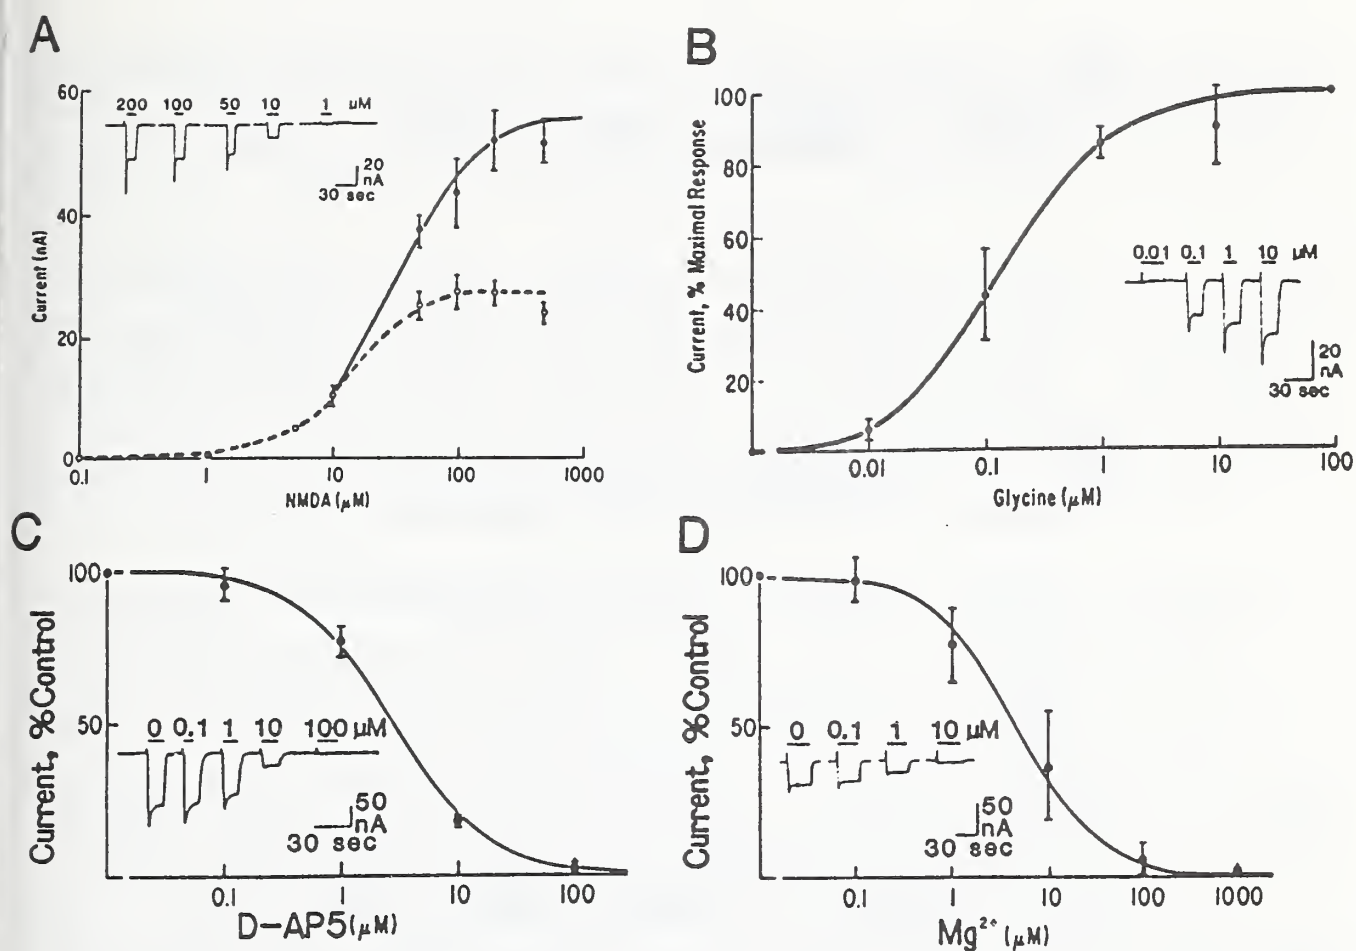 A
60
40
20
0
Current (nA)
200 100 50 10 1 μM
20
nA
30 sec
0.1 1 10 100 1000
NMDA (μM)
B
100
80
60
40
20
Current, % Maximal Response
0.01 0.1 1 10 μM
20
nA
30 sec
0.01 0.1 1 10 100
Glycine (μM)
C
100
50
Current, %Control
0 0.1 1 10 100 μM
50
nA
30 sec
0.1 1 10 100
D-AP5 (μM)
D
100
50
Current, %Control
0 0.1 1 10 μM
50
nA
30 sec
0.1 1 10 100 1000
Mg²⁺ (μM)